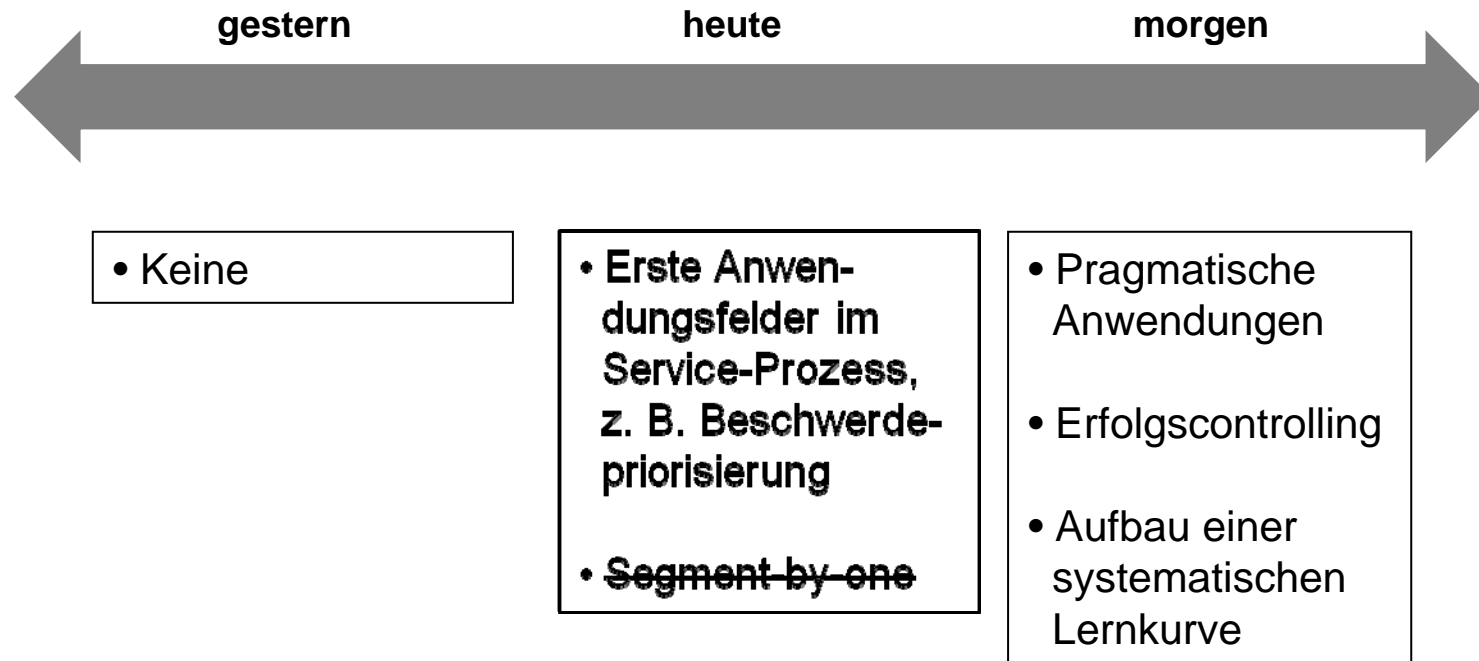 gestern heute morgen
• Keine
• Erste Anwen-
dungsfelder im
Service-Prozess,
z. B. Beschwerde-
priorisierung
• Segment-by-one
• Pragmatische
Anwendungen
• Erfolgscontrolling
• Aufbau einer
systematischen
Lernkurve